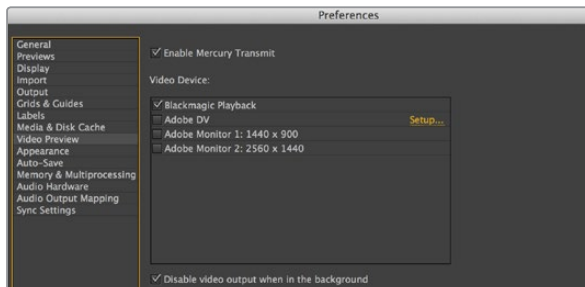 Preferences
General
Previews
Display
Import
Output
Grids & Guides
Labels
Media & Disk Cache
Video Preview
Appearance
Auto-Save
Memory & Multiprocessing
Audio Hardware
Audio Output Mapping
Sync Settings
Enable Mercury Transmit
Video Device:
Blackmagic Playback
Adobe DV Setup...
Adobe Monitor 1: 1440 x 900
Adobe Monitor 2: 2560 x 1440
Disable video output when in the background